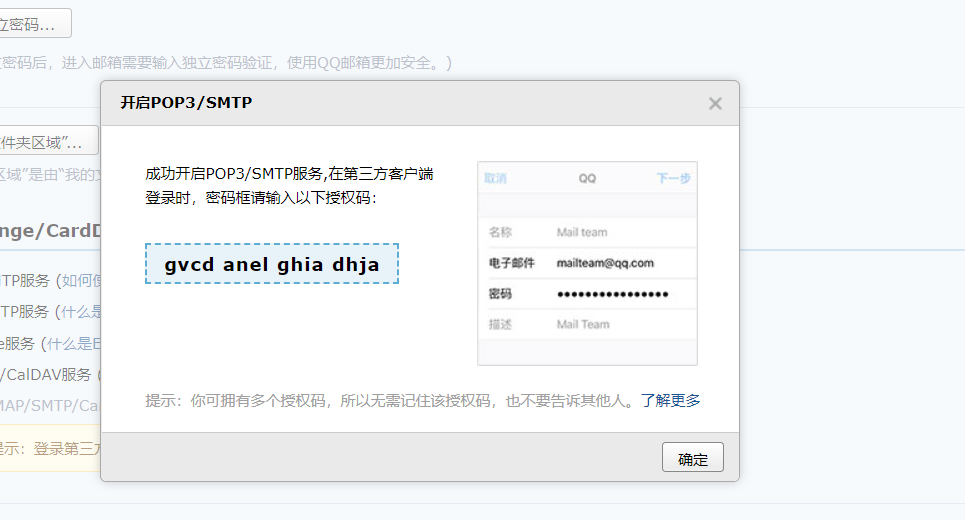 立密码…
密码后，进入邮箱需要输入独立密码验证，使用QQ邮箱更加安全。)
开启POP3/SMTP
件夹区域”…
区域”是由“我的
成功开启POP3/SMTP服务,在第三方客户端
登录时，密码框请输入以下授权码：
gvcd anel ghia dhja
取消 QQ 下一步
名称 Mail team
电子邮件 mailteam@qq.com
密码 ••••••••••••••••
描述 Mail Team
nge/CardD
TP服务 (如何使
TP服务 (什么是
e服务 (什么是E
/CalDAV服务 (
MAP/SMTP/Ca
提示：你可拥有多个授权码，所以无需记住该授权码，也不要告诉其他人。了解更多
示：登录第三方
确定